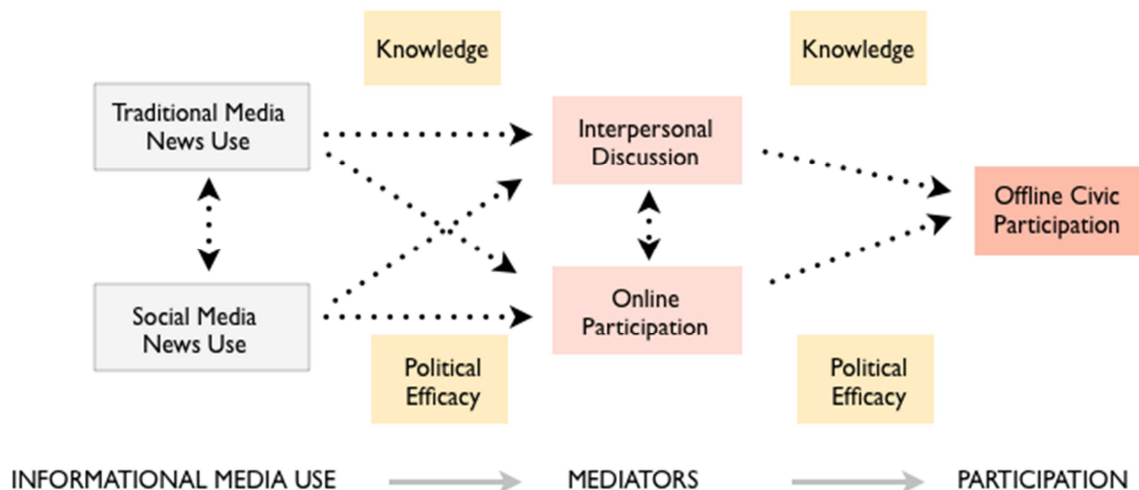 Knowledge
Knowledge
Traditional Media
News Use
Interpersonal
Discussion
Offline Civic
Participation
Social Media
News Use
Online
Participation
Political
Efficacy
Political
Efficacy
INFORMATIONAL MEDIA USE
MEDIATORS
PARTICIPATION